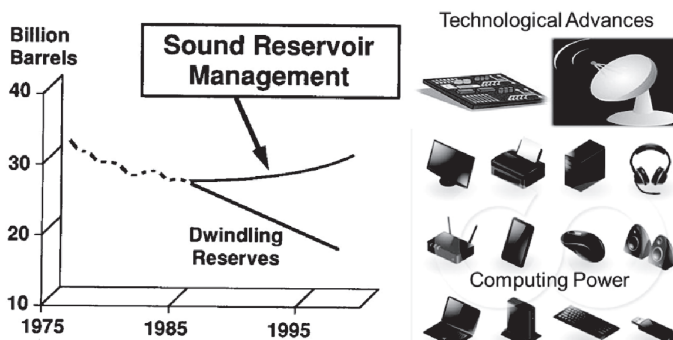 Billion
Barrels
Sound Reservoir
Management
40
30
20
10
Dwindling
Reserves
1975
1985
1995
Technological Advances
Computing Power